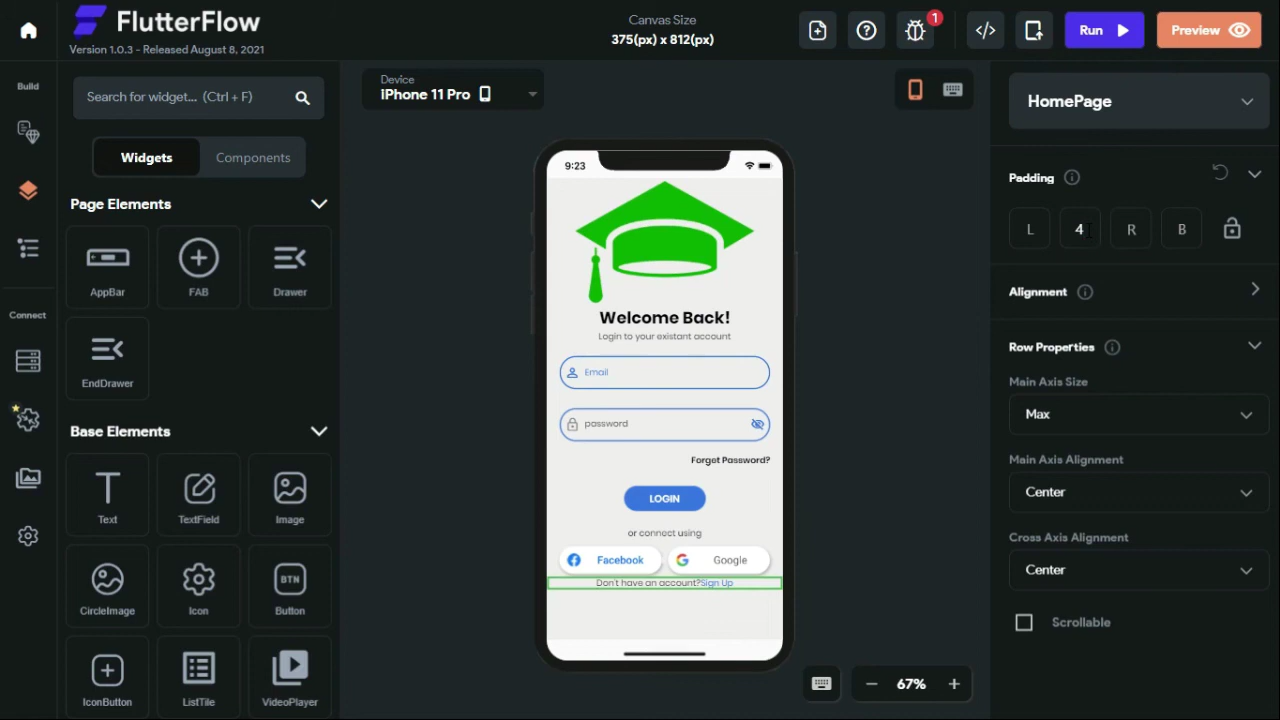 FlutterFlow
Version 1.0.3 - Released August 8, 2021
Canvas Size
375(px) x 812(px)
1
Run
Preview
Build
Search for widget... (Ctrl + F)
Device
iPhone 11 Pro
HomePage
Widgets
Components
9:23
Padding
Page Elements
L
4
R
B
AppBar
FAB
Drawer
Alignment
Connect
Welcome Back!
Login to your existant account
Row Properties
EndDrawer
Email
Main Axis Size
Max
password
Base Elements
Forget Password?
Main Axis Alignment
Center
LOGIN
Text
TextField
Image
or connect using
Cross Axis Alignment
Facebook
Google
Center
Don't have an account?Sign Up
CircleImage
Icon
BTN
Button
Scrollable
67%
IconButton
ListTile
VideoPlayer